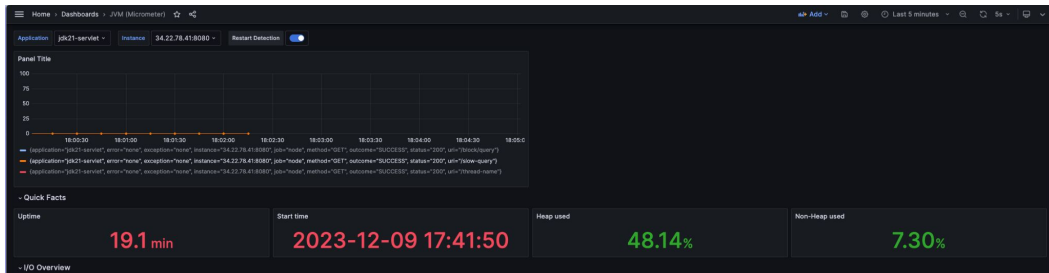 Home › Dashboards › JVM (Micrometer)
Add
Last 5 minutes
5s
Application jdk21-servlet Instance 34.22.78.41:8080 Restart Detection
Panel Title
100
75
50
25
0
18:00:30 18:01:00 18:01:30 18:02:00 18:02:30 18:03:00 18:03:30 18:04:00 18:04:30 18:05:0
{application="jdk21-servlet", error="none", exception="none", instance="34.22.78.41:8080", job="node", method="GET", outcome="SUCCESS", status="200", uri="/block/query"}
{application="jdk21-servlet", error="none", exception="none", instance="34.22.78.41:8080", job="node", method="GET", outcome="SUCCESS", status="200", uri="/slow-query"}
{application="jdk21-servlet", error="none", exception="none", instance="34.22.78.41:8080", job="node", method="GET", outcome="SUCCESS", status="200", uri="/thread-name"}
Quick Facts
Uptime
19.1 min
Start time
2023-12-09 17:41:50
Heap used
48.14%
Non-Heap used
7.30%
I/O Overview